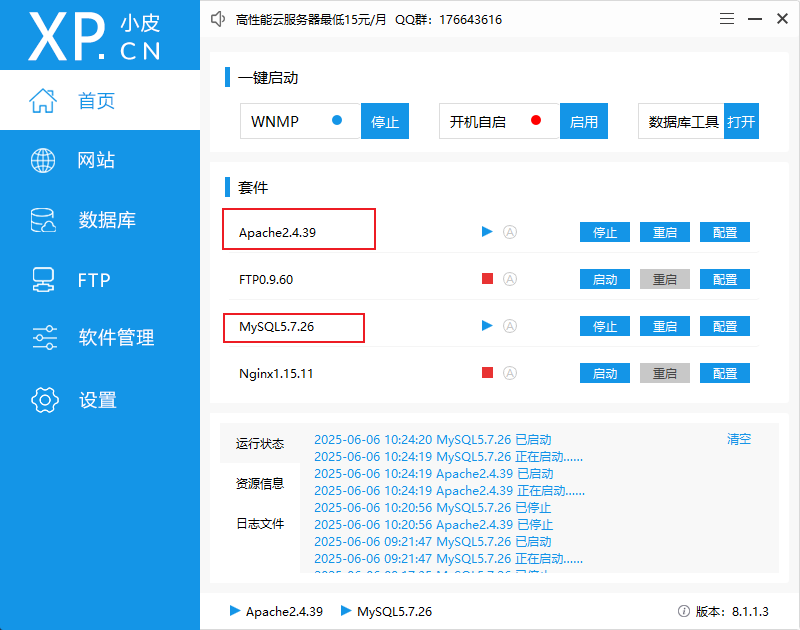 XP.CN 小皮
高性能云服务器最低15元/月 QQ群：176643616
首页
网站
数据库
FTP
软件管理
设置
一键启动
WNMP 停止 开机自启 启用 数据库工具 打开
套件
Apache2.4.39 A 停止 重启 配置
FTP0.9.60 A 启动 重启 配置
MySQL5.7.26 A 停止 重启 配置
Nginx1.15.11 A 启动 重启 配置
运行状态
资源信息
日志文件
清空
2025-06-06 10:24:20 MySQL5.7.26 已启动
2025-06-06 10:24:19 MySQL5.7.26 正在启动......
2025-06-06 10:24:19 Apache2.4.39 已启动
2025-06-06 10:24:19 Apache2.4.39 正在启动......
2025-06-06 10:20:56 MySQL5.7.26 已停止
2025-06-06 10:20:56 Apache2.4.39 已停止
2025-06-06 09:21:47 MySQL5.7.26 已启动
2025-06-06 09:21:47 MySQL5.7.26 正在启动......
Apache2.4.39 MySQL5.7.26 版本：8.1.1.3